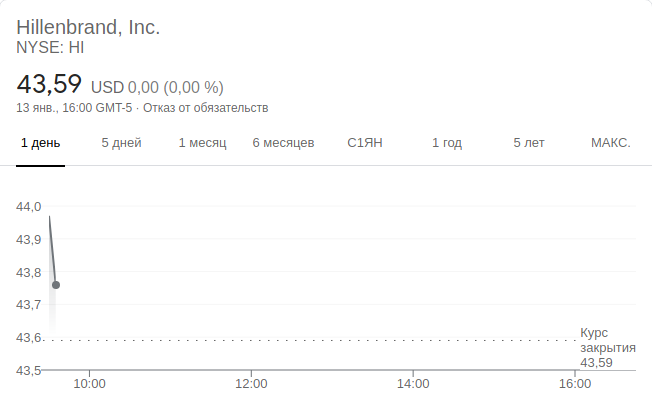 Hillenbrand, Inc.
NYSE: HI
43,59 USD 0,00 (0,00 %)
13 янв., 16:00 GMT-5 · Отказ от обязательств
1 день 5 дней 1 месяц 6 месяцев С1ЯН 1 год 5 лет МАКС.
44,0
43,9
43,8
43,7
43,6
43,5
Курс
закрытия
43,59
10:00 12:00 14:00 16:00